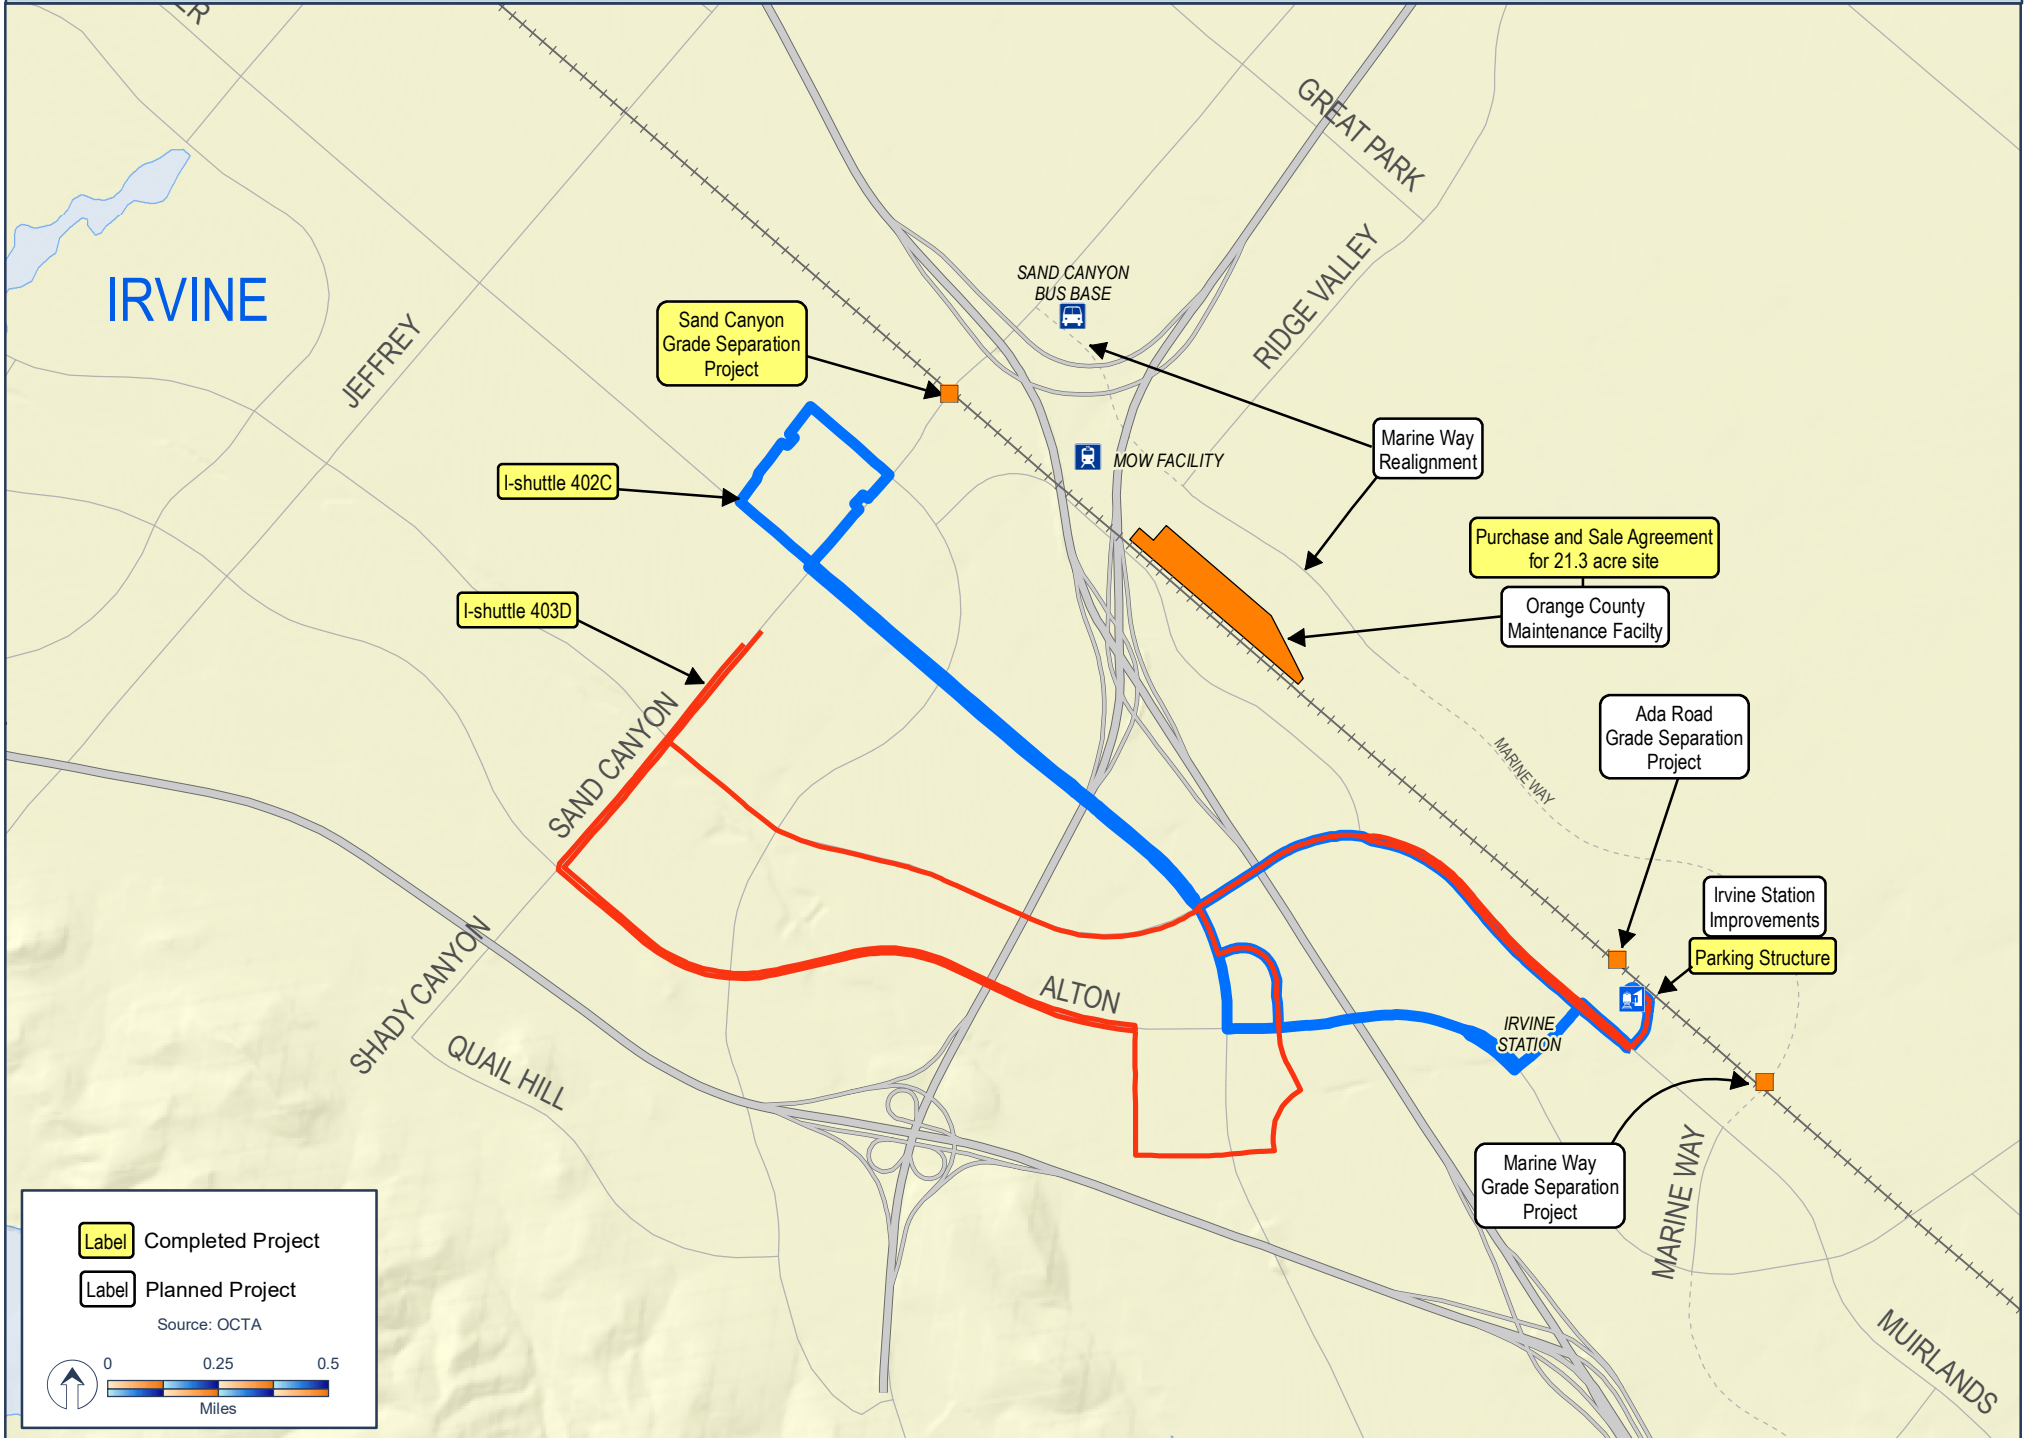 GREAT PARK
IRVINE
JEFFREY
SAND CANYON
BUS BASE
RIDGE VALLEY
Sand Canyon
Grade Separation
Project
Marine Way
Realignment
MOW FACILITY
I-shuttle 402C
Purchase and Sale Agreement
for 21.3 acre site
Orange County
Maintenance Facilty
I-shuttle 403D
SAND CANYON
Ada Road
Grade Separation
Project
MARINE WAY
Irvine Station
Improvements
Parking Structure
SHADY CANYON
ALTON
IRVINE
STATION
QUAIL HILL
Marine Way
Grade Separation
Project
MARINE WAY
MUIRLANDS
Label Completed Project
Label Planned Project
Source: OCTA
0 0.25 0.5
Miles